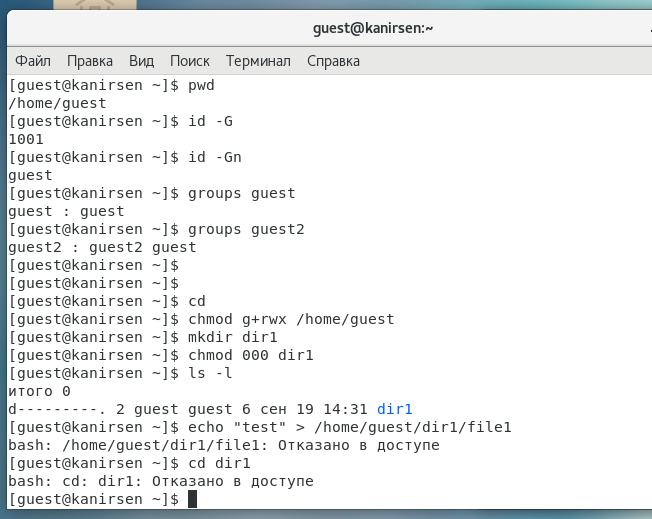 guest@kanirsen:~
Файл Правка Вид Поиск Терминал Справка
[guest@kanirsen ~]$ pwd
/home/guest
[guest@kanirsen ~]$ id -G
1001
[guest@kanirsen ~]$ id -Gn
guest
[guest@kanirsen ~]$ groups guest
guest : guest
[guest@kanirsen ~]$ groups guest2
guest2 : guest2 guest
[guest@kanirsen ~]$
[guest@kanirsen ~]$
[guest@kanirsen ~]$ cd
[guest@kanirsen ~]$ chmod g+rwx /home/guest
[guest@kanirsen ~]$ mkdir dir1
[guest@kanirsen ~]$ chmod 000 dir1
[guest@kanirsen ~]$ ls -l
итого 0
d---------. 2 guest guest 6 сен 19 14:31 dir1
[guest@kanirsen ~]$ echo "test" > /home/guest/dir1/file1
bash: /home/guest/dir1/file1: Отказано в доступе
[guest@kanirsen ~]$ cd dir1
bash: cd: dir1: Отказано в доступе
[guest@kanirsen ~]$